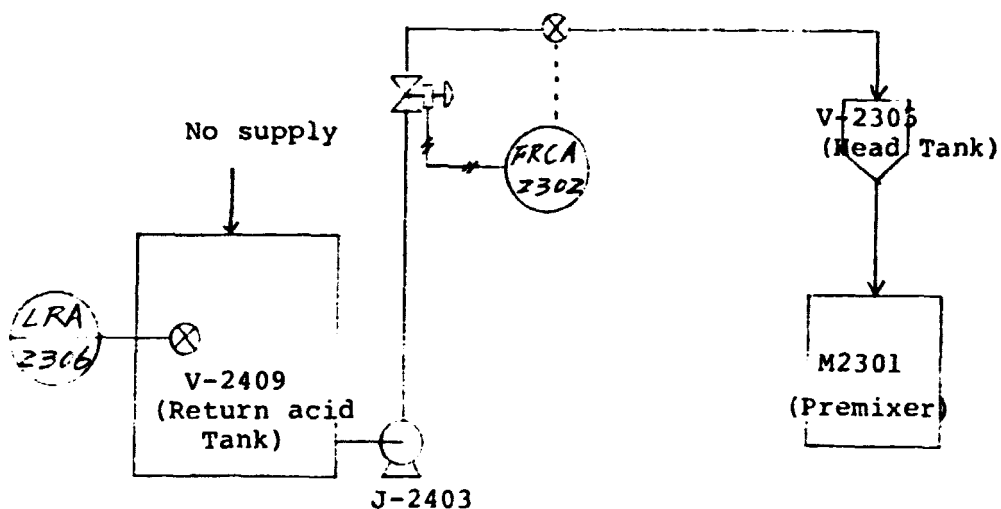 No supply
FRCA
2302
V-2305
(Head Tank)
LRA
2306
V-2409
(Return acid
Tank)
J-2403
M2301
(Premixer)